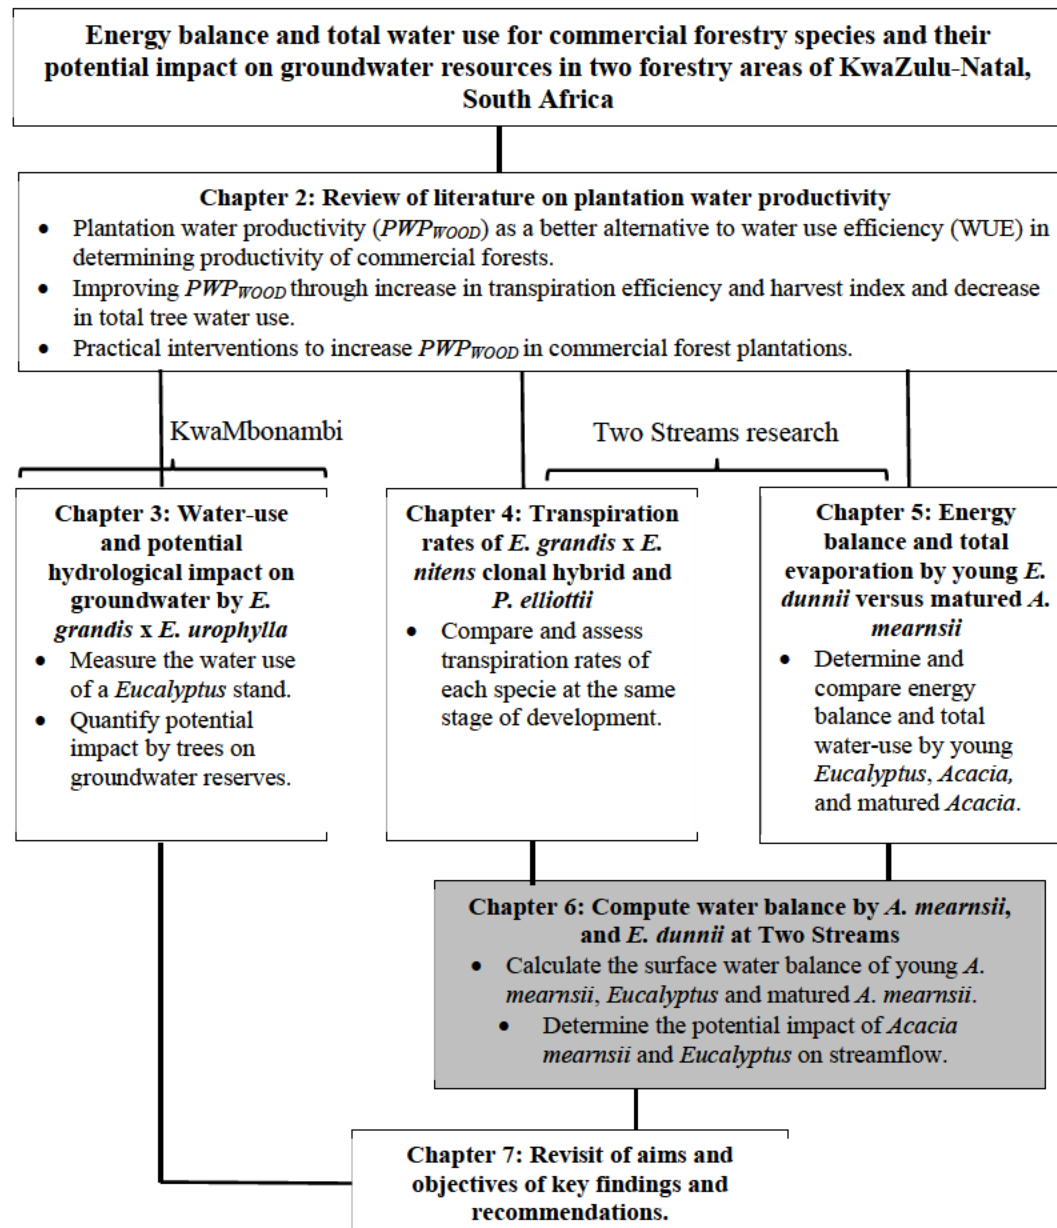 Energy balance and total water use for commercial forestry species and their
potential impact on groundwater resources in two forestry areas of KwaZulu-Natal,
South Africa
Chapter 2: Review of literature on plantation water productivity
• Plantation water productivity (PWPWOOD) as a better alternative to water use efficiency (WUE) in
determining productivity of commercial forests.
• Improving PWPWOOD through increase in transpiration efficiency and harvest index and decrease
in total tree water use.
• Practical interventions to increase PWPWOOD in commercial forest plantations.
KwaMbonambi
Two Streams research
Chapter 3: Water-use
and potential
hydrological impact on
groundwater by E.
grandis x E. urophylla
• Measure the water use
of a Eucalyptus stand.
• Quantify potential
impact by trees on
groundwater reserves.
Chapter 4: Transpiration
rates of E. grandis x E.
nitens clonal hybrid and
P. elliottii
• Compare and assess
transpiration rates of
each specie at the same
stage of development.
Chapter 5: Energy
balance and total
evaporation by young E.
dunnii versus matured A.
mearnsii
• Determine and
compare energy
balance and total
water-use by young
Eucalyptus, Acacia,
and matured Acacia.
Chapter 6: Compute water balance by A. mearnsii,
and E. dunnii at Two Streams
• Calculate the surface water balance of young A.
mearnsii, Eucalyptus and matured A. mearnsii.
• Determine the potential impact of Acacia
mearnsii and Eucalyptus on streamflow.
Chapter 7: Revisit of aims and
objectives of key findings and
recommendations.